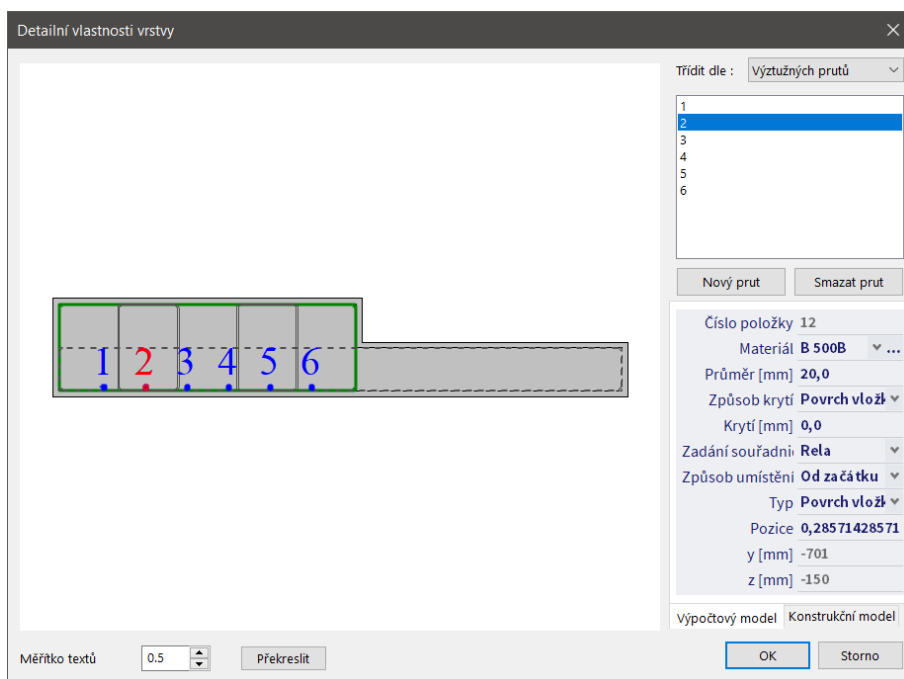 Detailní vlastnosti vrstvy
Třídit dle :
Výztužných prutů
1
2
3
4
5
6
Nový prut
Smazat prut
1 2 3 4 5 6
Číslo položky 12
Materiál B 500B ...
Průměr [mm] 20,0
Způsob krytí Povrch vložk
Krytí [mm] 0,0
Zadání souřadni Rela
Způsob umístění Od začátku
Typ Povrch vložk
Pozice 0,28571428571
y [mm] -701
z [mm] -150
Výpočtový model Konstrukční model
Měřítko textů 0.5 Překreslit
OK Storno